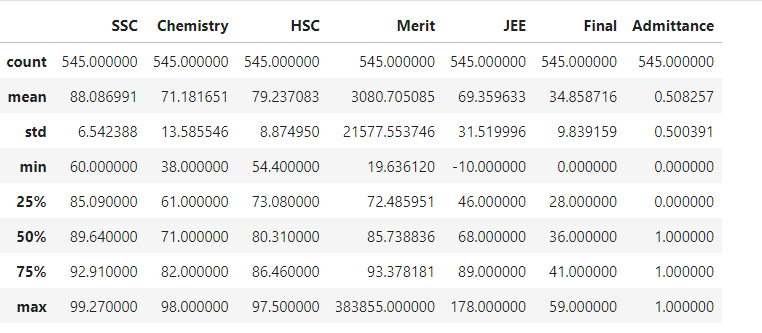 SSC Chemistry HSC Merit JEE Final Admittance
count 545.000000 545.000000 545.000000 545.000000 545.000000 545.000000 545.000000
mean 88.086991 71.181651 79.237083 3080.705085 69.359633 34.858716 0.508257
std 6.542388 13.585546 8.874950 21577.553746 31.519996 9.839159 0.500391
min 60.000000 38.000000 54.400000 19.636120 -10.000000 0.000000 0.000000
25% 85.090000 61.000000 73.080000 72.485951 46.000000 28.000000 0.000000
50% 89.640000 71.000000 80.310000 85.738836 68.000000 36.000000 1.000000
75% 92.910000 82.000000 86.460000 93.378181 89.000000 41.000000 1.000000
max 99.270000 98.000000 97.500000 383855.000000 178.000000 59.000000 1.000000